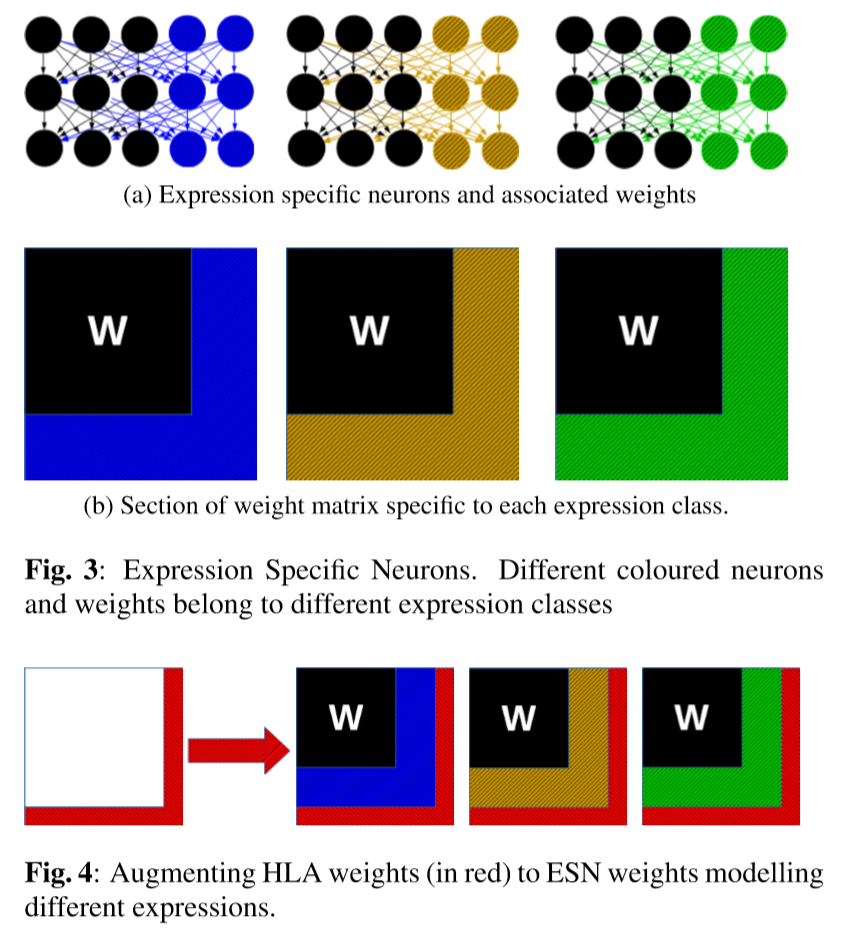 (a) Expression specific neurons and associated weights
W W W
(b) Section of weight matrix specific to each expression class.
Fig. 3: Expression Specific Neurons. Different coloured neurons
and weights belong to different expression classes
W W W
Fig. 4: Augmenting HLA weights (in red) to ESN weights modelling
different expressions.